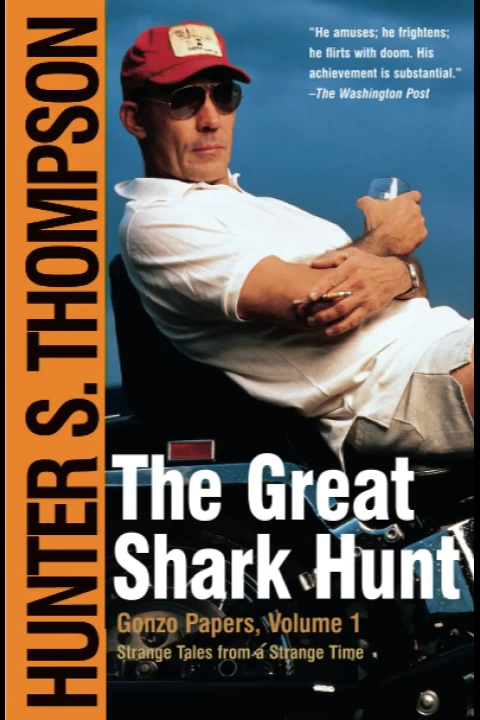 HUNTER S. THOMPSON
"He amuses; he frightens;
he flirts with doom. His
achievement is substantial."
–The Washington Post
The Great
Shark Hunt
Gonzo Papers, Volume 1
Strange Tales from a Strange Time